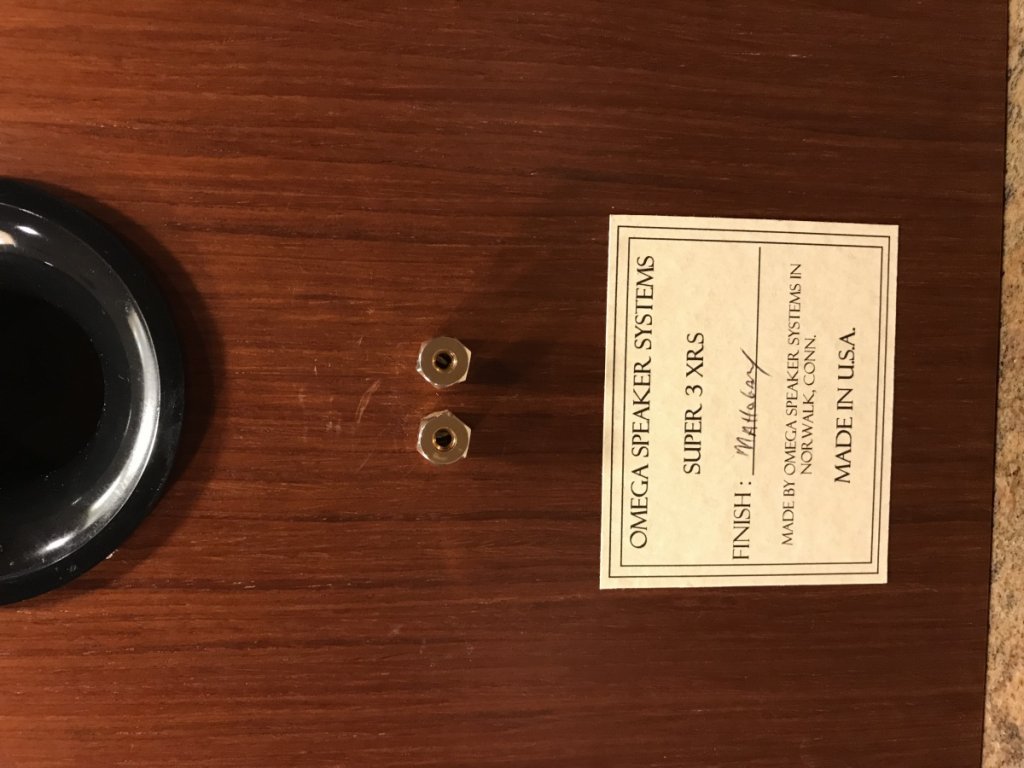 OMEGA SPEAKER SYSTEMS
SUPER 3 XRS
FINISH : Mahogany
MADE BY OMEGA SPEAKER SYSTEMS IN
NORWALK, CONN.
MADE IN U.S.A.